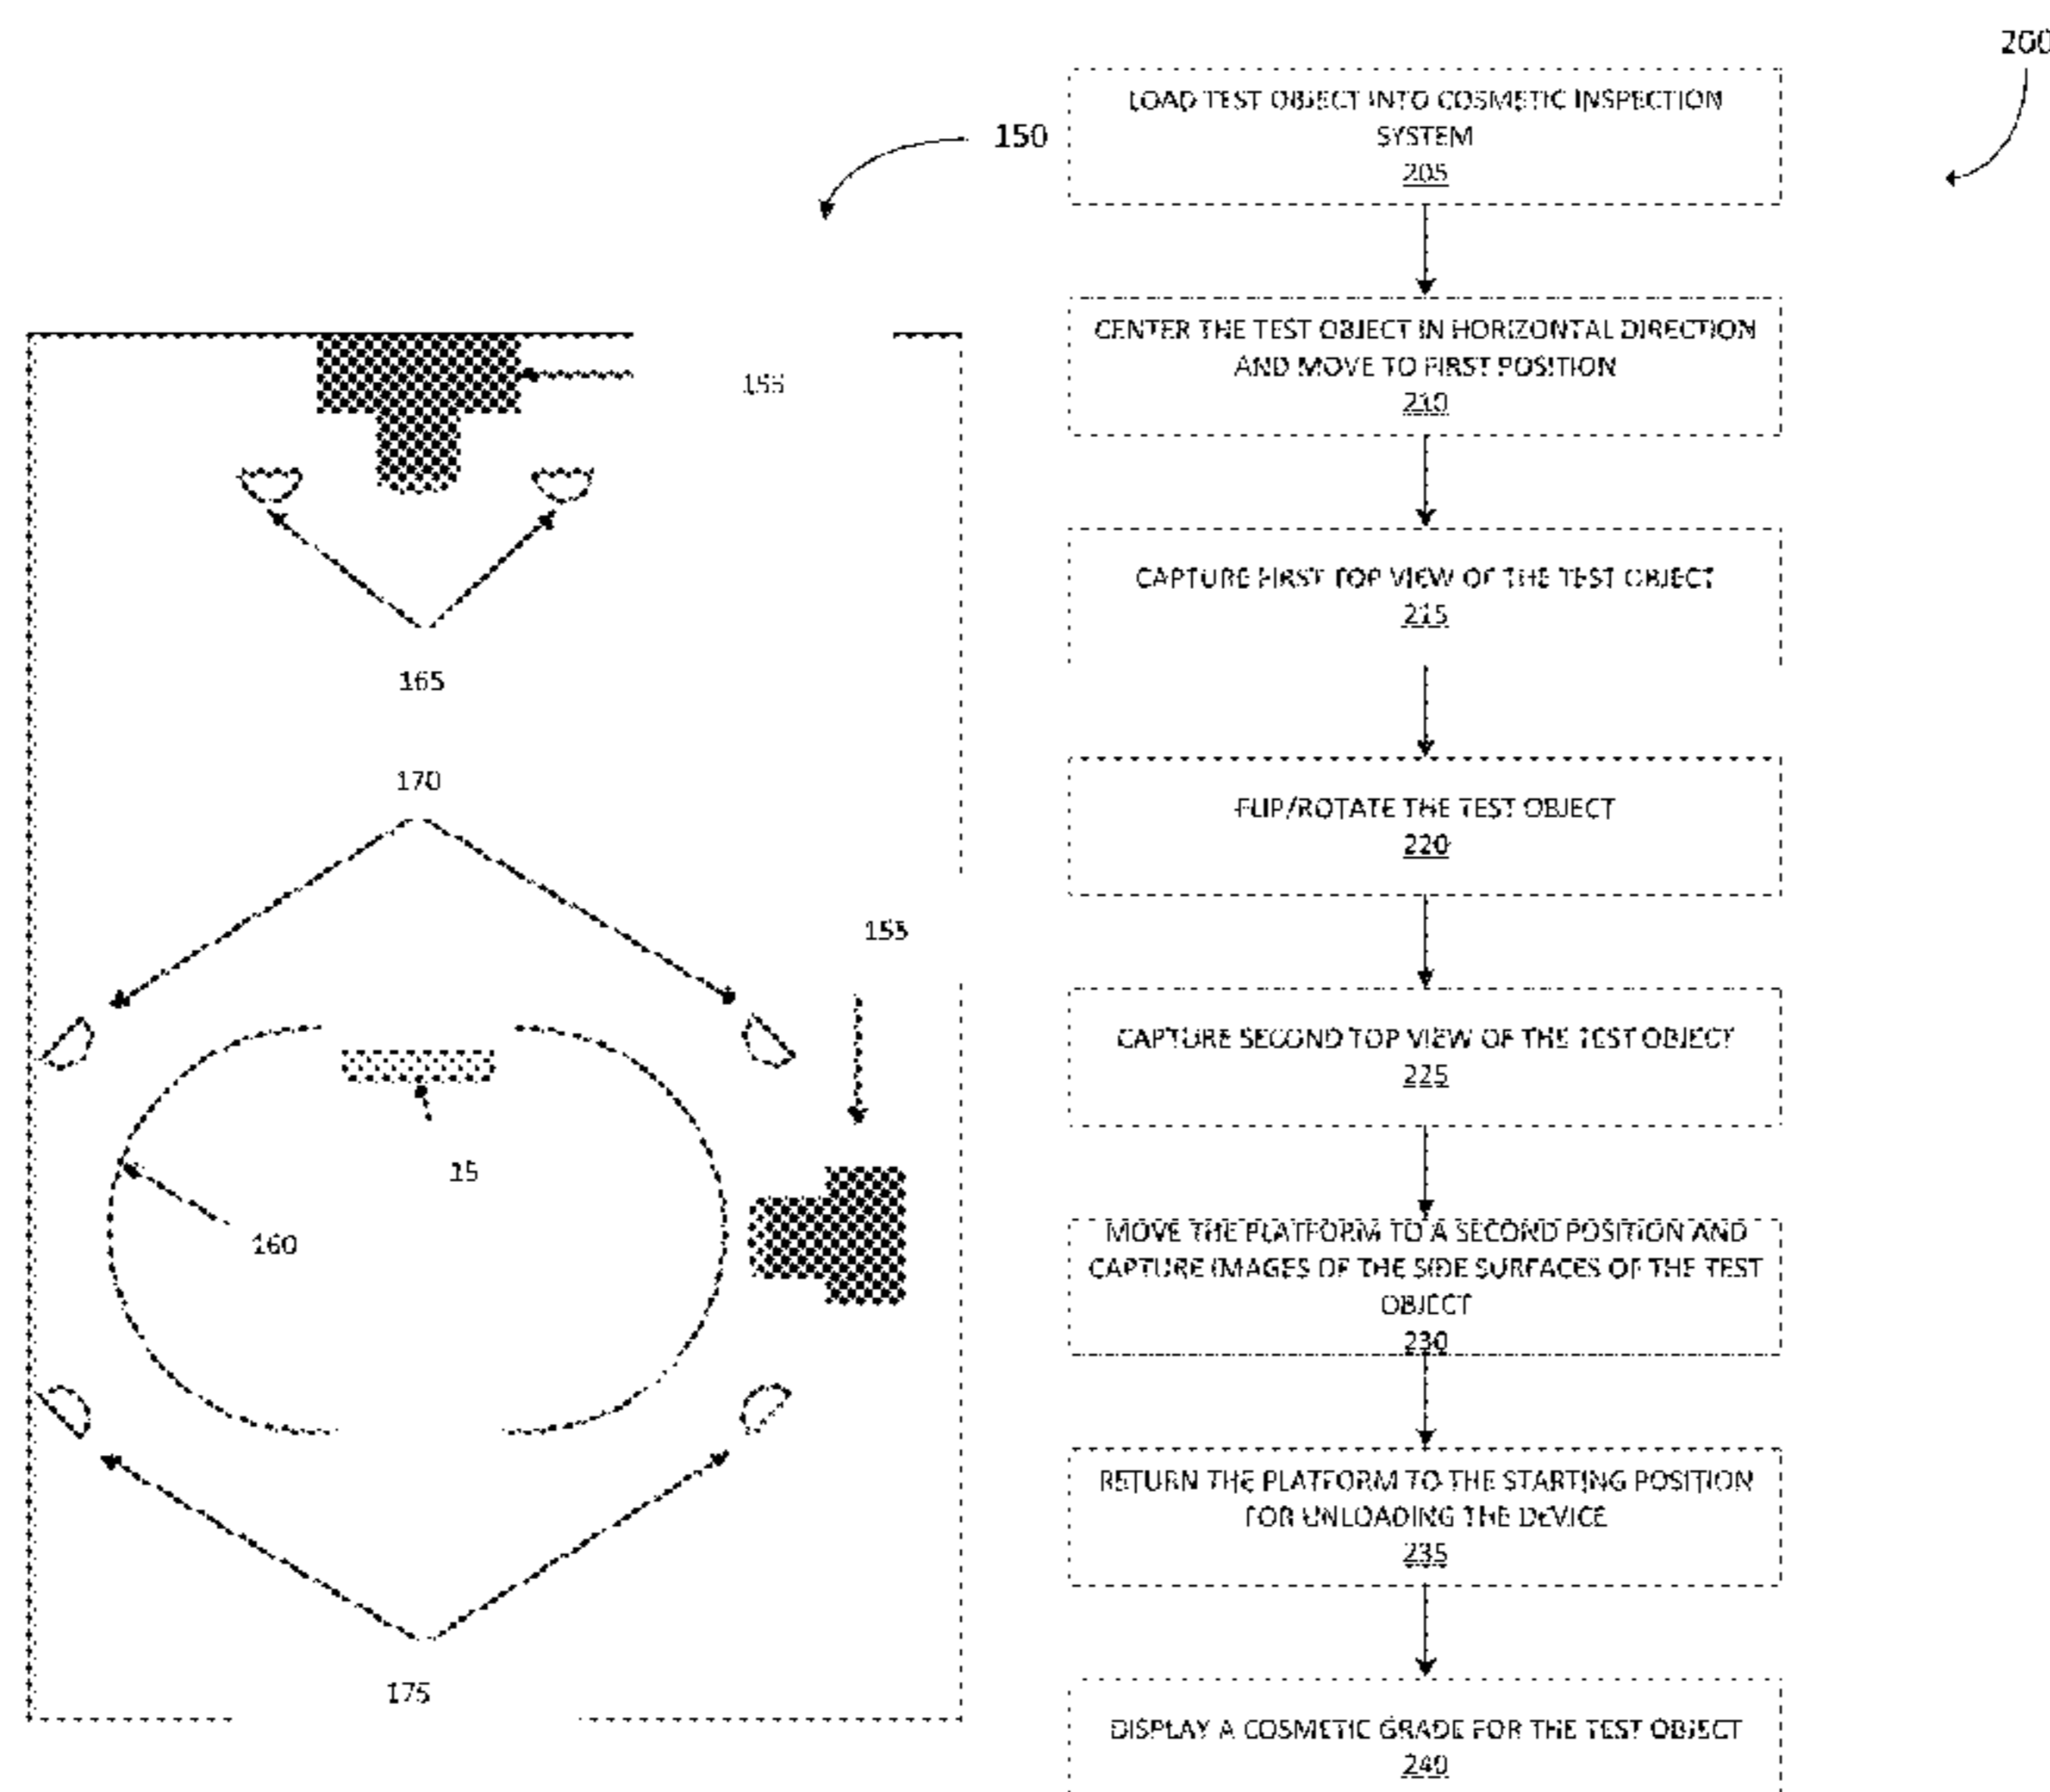 150
155
165
170
155
15
160
175
200
LOAD TEST OBJECT INTO COSMETIC INSPECTION
SYSTEM
205
CENTER THE TEST OBJECT IN HORIZONTAL DIRECTION
AND MOVE TO FIRST POSITION
210
CAPTURE FIRST TOP VIEW OF THE TEST OBJECT
215
FLIP/ROTATE THE TEST OBJECT
220
CAPTURE SECOND TOP VIEW OF THE TEST OBJECT
225
MOVE THE PLATFORM TO A SECOND POSITION AND
CAPTURE IMAGES OF THE SIDE SURFACES OF THE TEST
OBJECT
230
RETURN THE PLATFORM TO THE STARTING POSITION
FOR UNLOADING THE DEVICE
235
DISPLAY A COSMETIC GRADE FOR THE TEST OBJECT
240